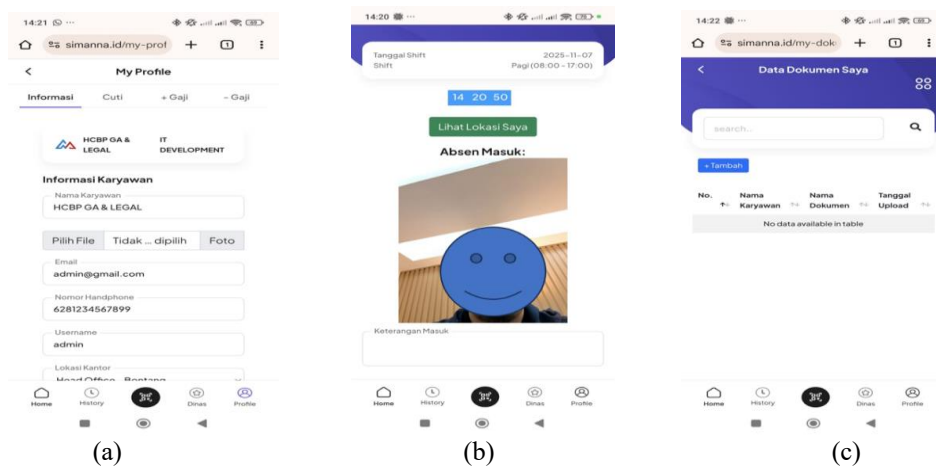 14:21
simanna.id/my-prof
My Profile
Informasi Cuti + Gaji - Gaji
HCBP GA & LEGAL
IT DEVELOPMENT
Informasi Karyawan
Nama Karyawan
HCBP GA & LEGAL
Pilih File Tidak ... dipilih Foto
Email
admin@gmail.com
Nomor Handphone
6281234567899
Username
admin
Lokasi Kantor
Head Office - Bontang
Home History Dinas Profile
(a)
14:20
Tanggal Shift 2025-11-07
Shift Pagi (08:00 - 17:00)
14 20 50
Lihat Lokasi Saya
Absen Masuk:
Keterangan Masuk
Home History Dinas Profile
(b)
14:22
simanna.id/my-dok
Data Dokumen Saya
search...
+ Tambah
No. Nama Karyawan Nama Dokumen Tanggal Upload
No data available in table
Home History Dinas Profile
(c)